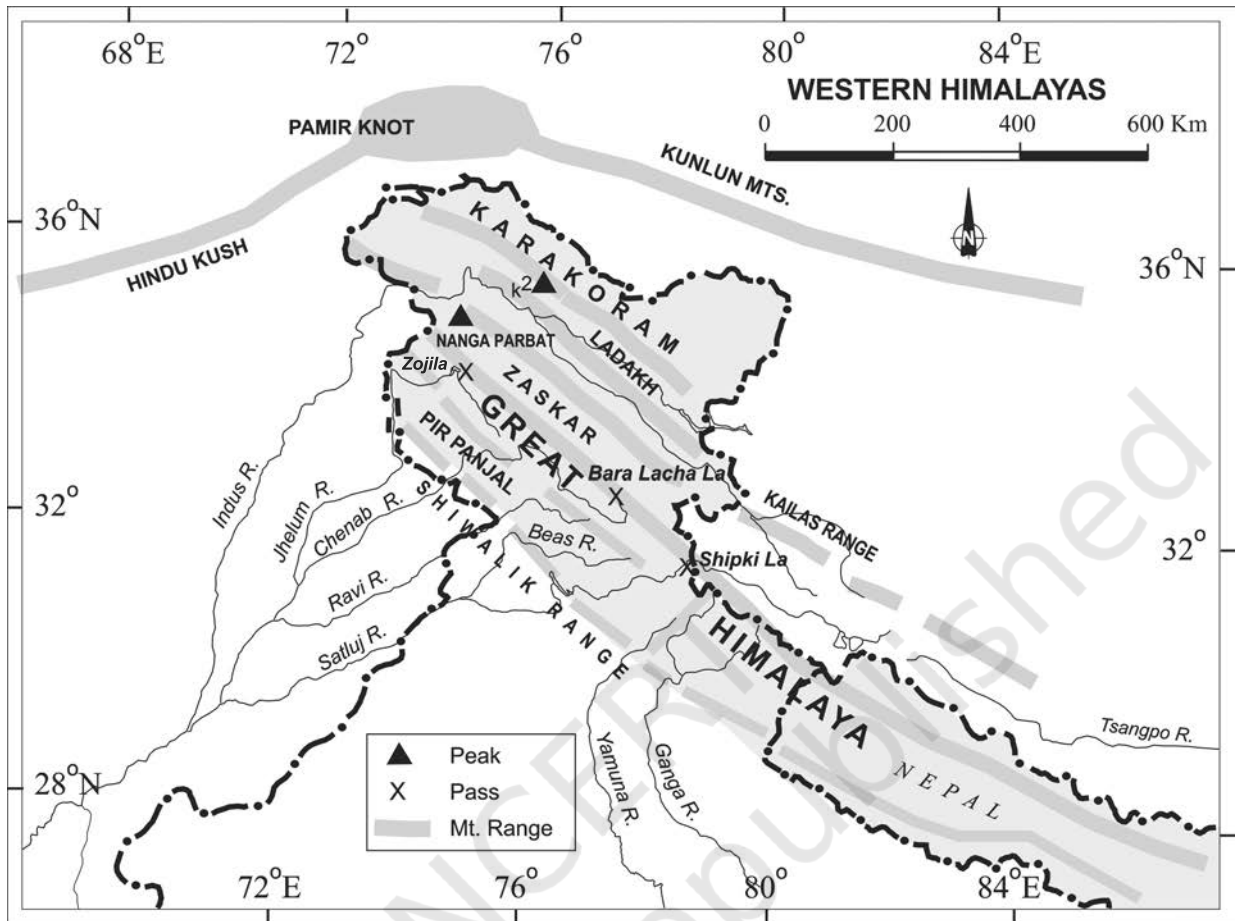 68°E
72°
76°
80°
84°E
WESTERN HIMALAYAS
0 200 400 600 Km
PAMIR KNOT
KUNLUN MTS.
HINDU KUSH
36°N
36°N
N
KARAKORAM
k2
LADAKH
NANGA PARBAT
Zojila
ZASKAR
GREAT
PIR PANJAL
Bara Lacha La
Indus R.
Jhelum R.
Chenab R.
SHIWALIK RANGE
KAILAS RANGE
32°
32°
Beas R.
Shipki La
Ravi R.
Satluj R.
HIMALAYA
Tsangpo R.
Yamuna R.
Ganga R.
NEPAL
28°N
Peak
X Pass
Mt. Range
72°E
76°
80°
84°E